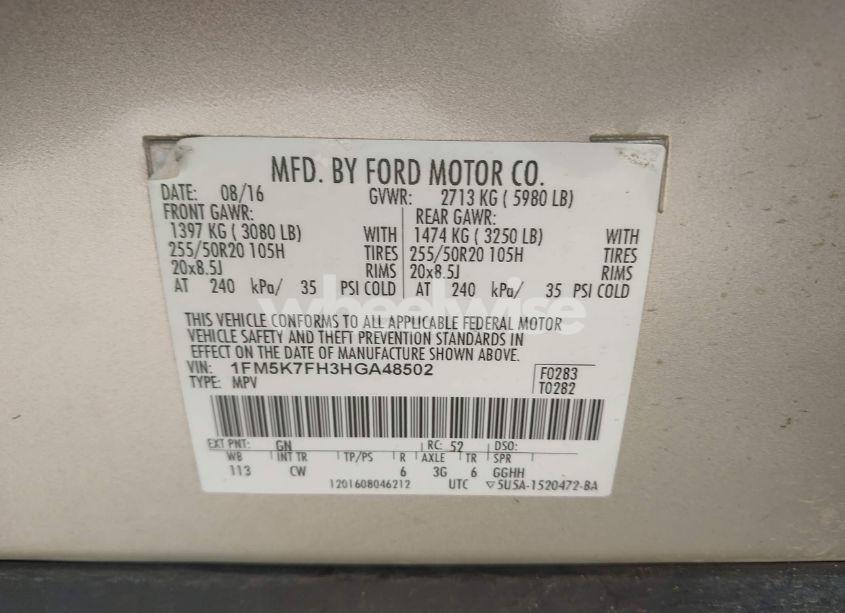 MFD. BY FORD MOTOR CO.
DATE: 08/16 GVWR: 2713 KG ( 5980 LB)
FRONT GAWR: REAR GAWR:
1397 KG ( 3080 LB) WITH 1474 KG ( 3250 LB) WITH
255/50R20 105H TIRES 255/50R20 105H TIRES
20x8.5J RIMS 20x8.5J RIMS
AT 240 kPa/ 35 PSI COLD AT 240 kPa/ 35 PSI COLD
wheelwise
THIS VEHICLE CONFORMS TO ALL APPLICABLE FEDERAL MOTOR
VEHICLE SAFETY AND THEFT PREVENTION STANDARDS IN
EFFECT ON THE DATE OF MANUFACTURE SHOWN ABOVE.
VIN: 1FM5K7FH3HGA48502 F0283
TYPE: MPV T0282
EXT PNT: GN RC: 52 DSO:
WB INT TR TP/PS R AXLE TR SPR
113 CW 6 3G 6 GGHH
1201608046212 UTC ▽5U5A-1520472-BA